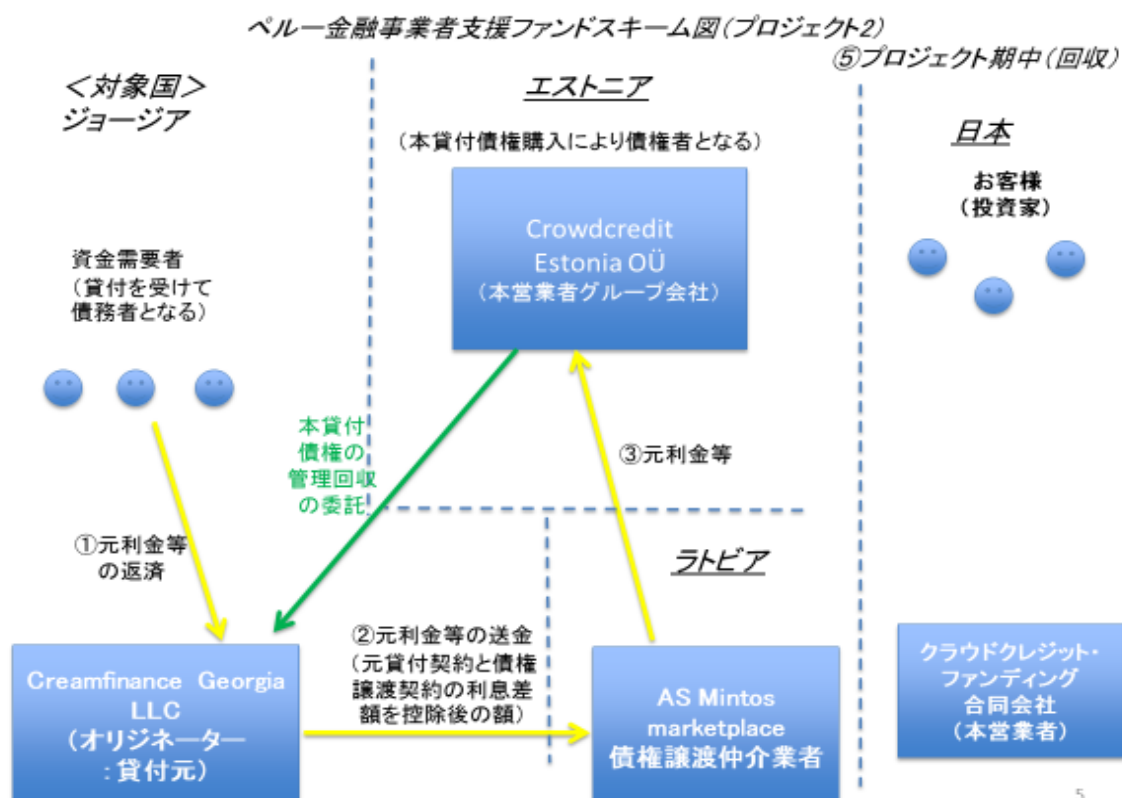 ペルー金融事業者支援ファンドスキーム図(プロジェクト2)
⑤プロジェクト期中(回収)
<対象国>
ジョージア
エストニア
日本
(本貸付債権購入により債権者となる)
お客様
(投資家)
Crowdcredit
Estonia OÜ
(本営業者グループ会社)
資金需要者
(貸付を受けて
債務者となる)
本貸付
債権の
管理回収
の委託
③元利金等
①元利金等
の返済
ラトビア
②元利金等の送金
(元貸付契約と債権
譲渡契約の利息差
額を控除後の額)
Creamfinance Georgia
LLC
(オリジネーター
:貸付元)
AS Mintos
marketplace
債権譲渡仲介業者
クラウドクレジット・
ファンディング
合同会社
(本営業者)
5